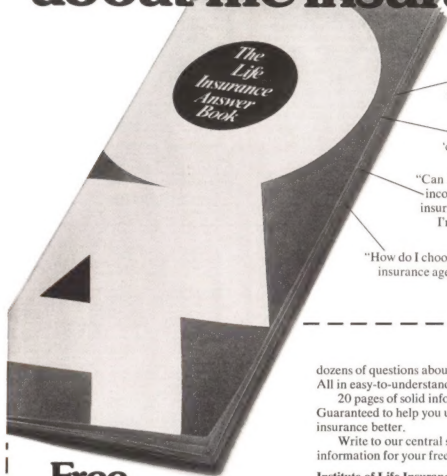 about life insur
The
Life
Insurance
Answer
Book
"Can
inco
insur
I'
"How do I choo
insurance age
dozens of questions abou
All in easy-to-understand
20 pages of solid info
Guaranteed to help you u
insurance better.
Write to our central s
information for your free
Institute of Life Insuranc
Free